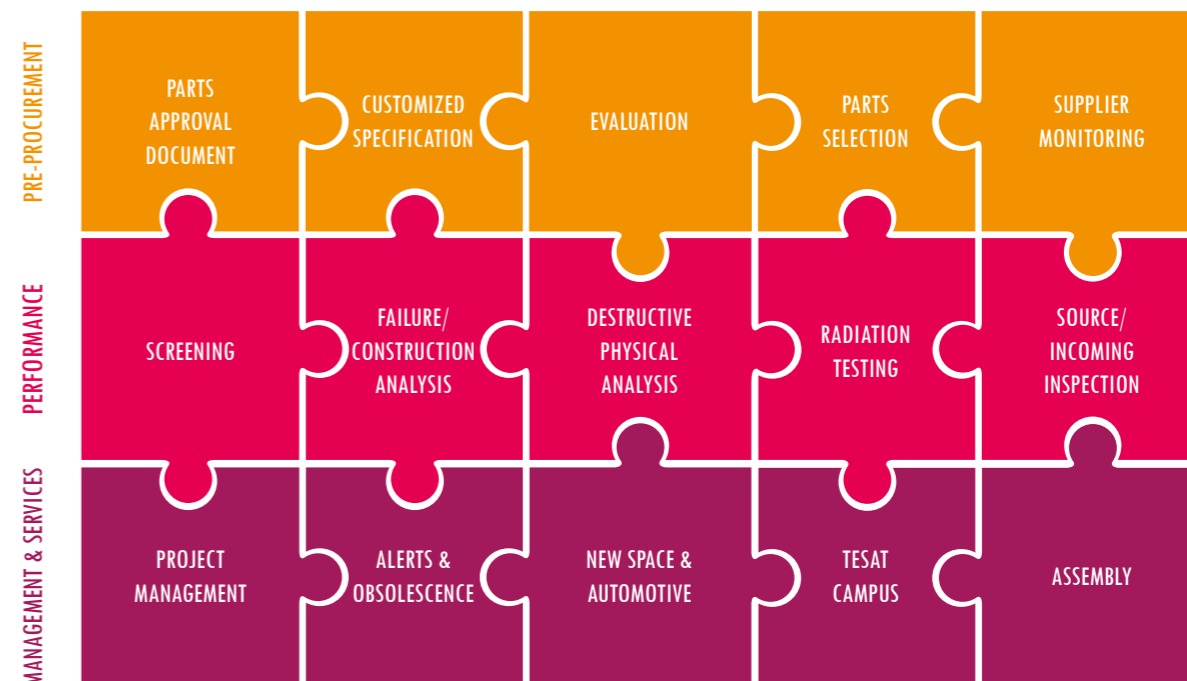 PRE-PROCUREMENT
PARTS
APPROVAL
DOCUMENT
CUSTOMIZED
SPECIFICATION
EVALUATION
PARTS
SELECTION
SUPPLIER
MONITORING
PERFORMANCE
SCREENING
FAILURE/
CONSTRUCTION
ANALYSIS
DESTRUCTIVE
PHYSICAL
ANALYSIS
RADIATION
TESTING
SOURCE/
INCOMING
INSPECTION
MANAGEMENT & SERVICES
PROJECT
MANAGEMENT
ALERTS &
OBSOLESCENCE
NEW SPACE &
AUTOMOTIVE
TESAT
CAMPUS
ASSEMBLY